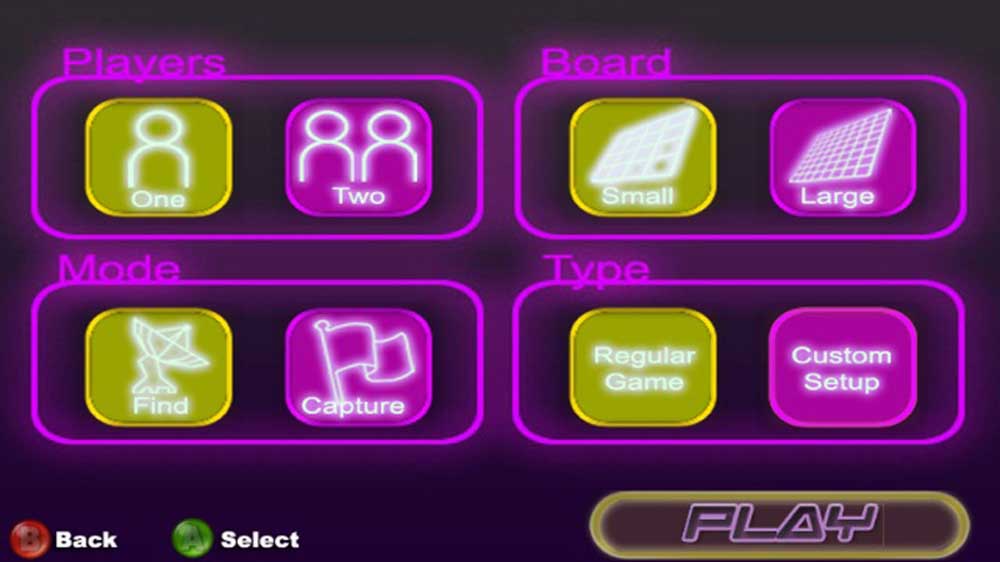 Players
One
Two
Board
Small
Large
Mode
Find
Capture
Type
Regular
Game
Custom
Setup
B Back
A Select
PLAY